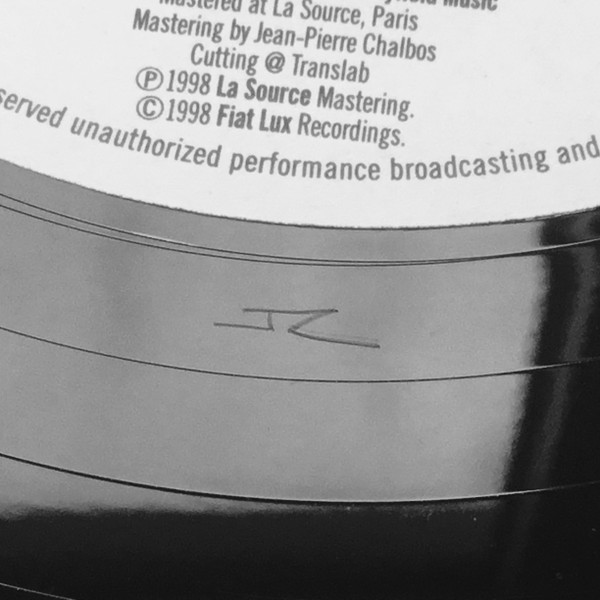 Mastered at La Source, Paris
Mastering by Jean-Pierre Chalbos
Cutting @ Translab
℗ 1998 La Source Mastering.
© 1998 Fiat Lux Recordings.
unauthorized performance broadcasting and